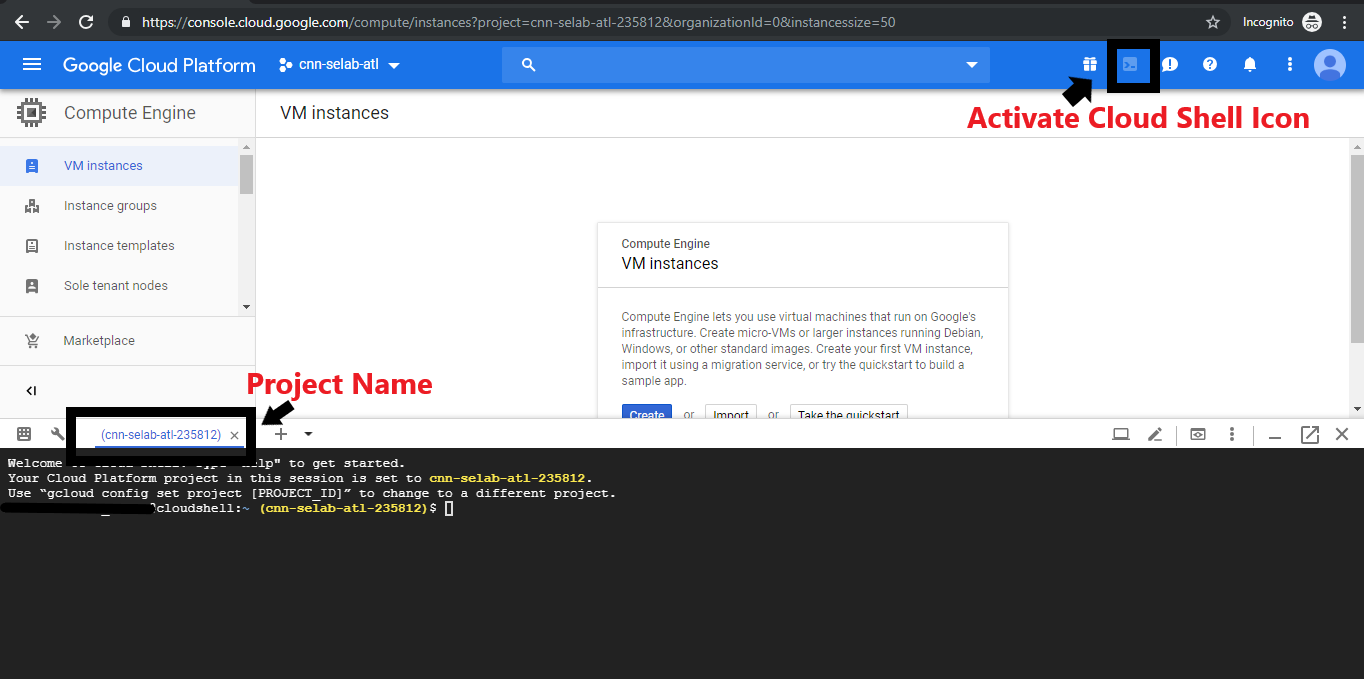 https://console.cloud.google.com/compute/instances?project=cnn-selab-atl-235812&organizationId=0&instancessize=50
Incognito
Google Cloud Platform
cnn-selab-atl
Activate Cloud Shell Icon
Compute Engine
VM instances
VM instances
Instance groups
Instance templates
Sole tenant nodes
Marketplace
Compute Engine
VM instances
Compute Engine lets you use virtual machines that run on Google's
infrastructure. Create micro-VMs or larger instances running Debian,
Windows, or other standard images. Create your first VM instance,
import it using a migration service, or try the quickstart to build a
sample app.
Create or Import or Take the quickstart
Project Name
(cnn-selab-atl-235812)
Welcome to get started.
Your Cloud Platform project in this session is set to cnn-selab-atl-235812.
Use “gcloud config set project [PROJECT_ID]” to change to a different project.
cloudshell:~ (cnn-selab-atl-235812)$